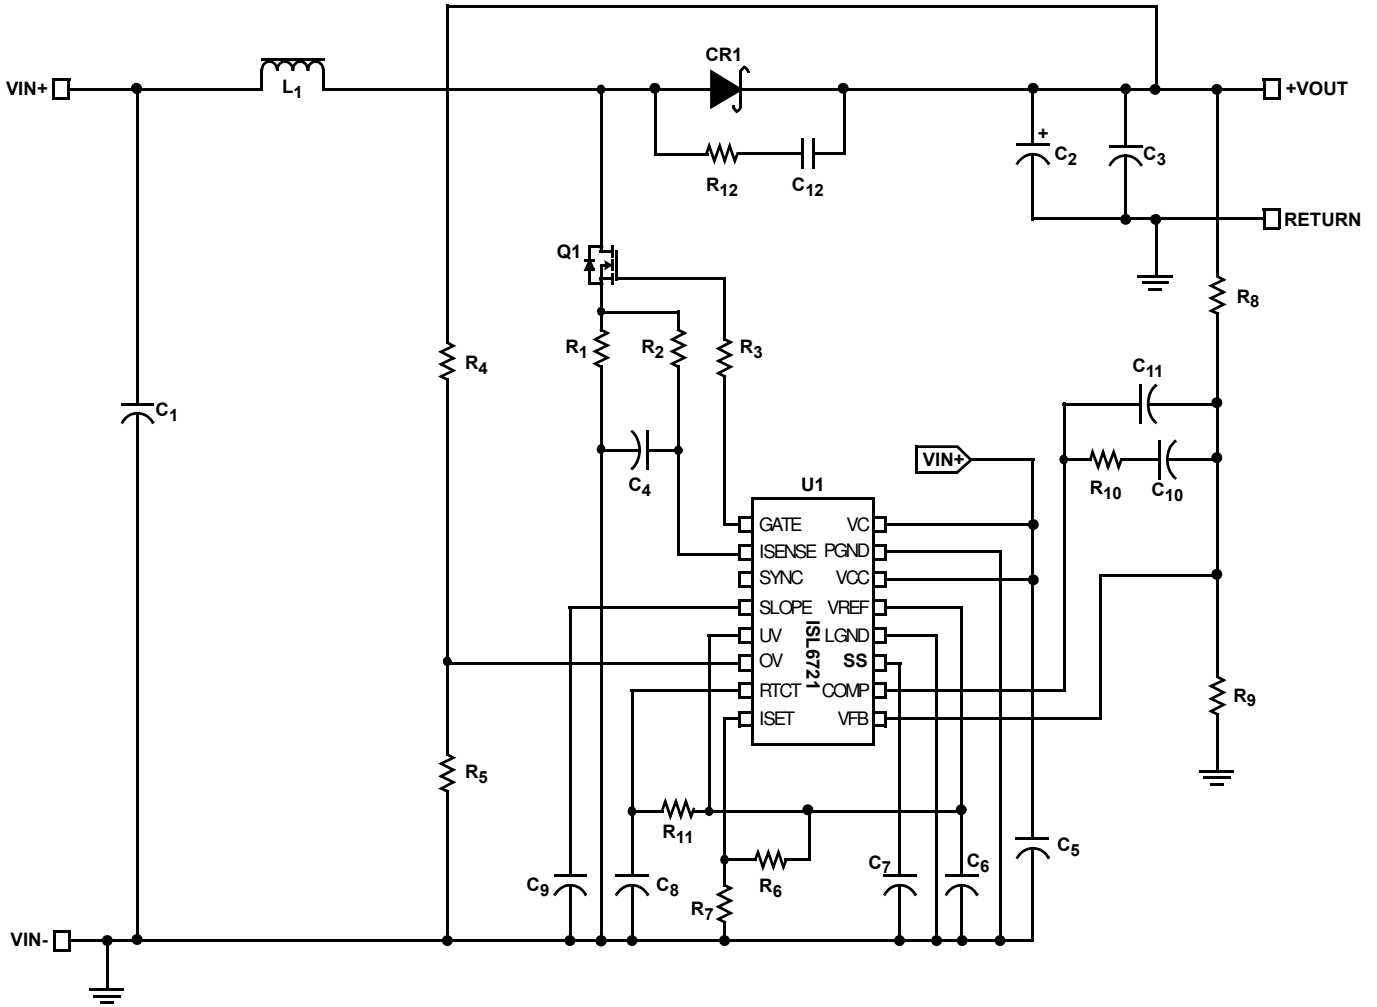 CR1
VIN+
L1
+VOUT
C2
C3
+
R12
C12
RETURN
Q1
R8
R1
R2
R3
R4
C11
C1
VIN+
C4
R10
C10
U1
GATE
VC
ISENSE
PGND
SYNC
VCC
SLOPE
VREF
UV
LGND
OV
SS
RTCT
COMP
ISET
VFB
ISL6721
R9
R5
R11
C5
C9
C8
R6
C7
C6
R7
VIN-